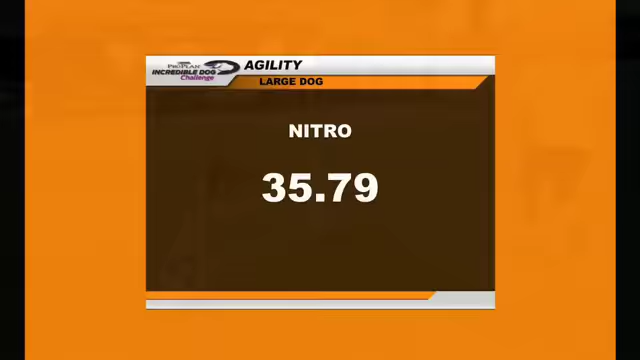 PRO PLAN
INCREDIBLE DOG
Challenge
AGILITY
LARGE DOG
NITRO
35.79